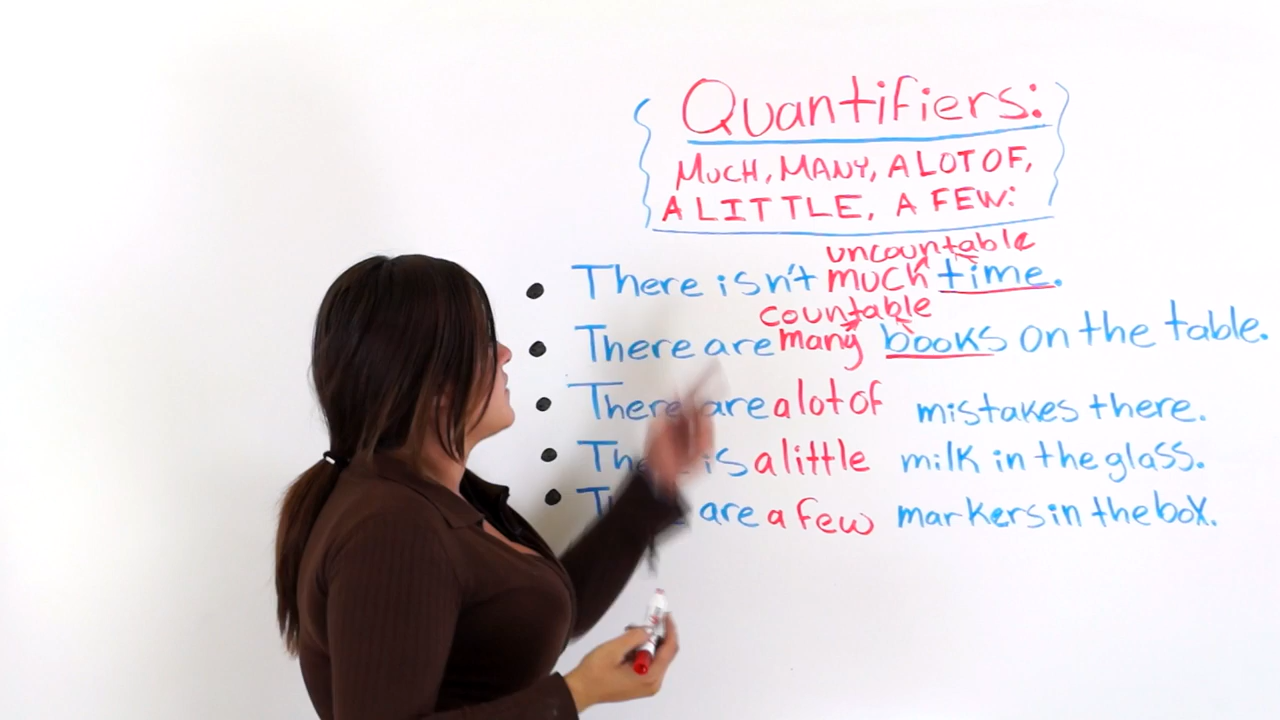 Quantifiers:
MUCH, MANY, A LOT OF,
A LITTLE, A FEW:
uncountable
There isn't much time.
countable
There are many books on the table.
There are a lot of mistakes there.
is a little milk in the glass.
are a few markers in the box.